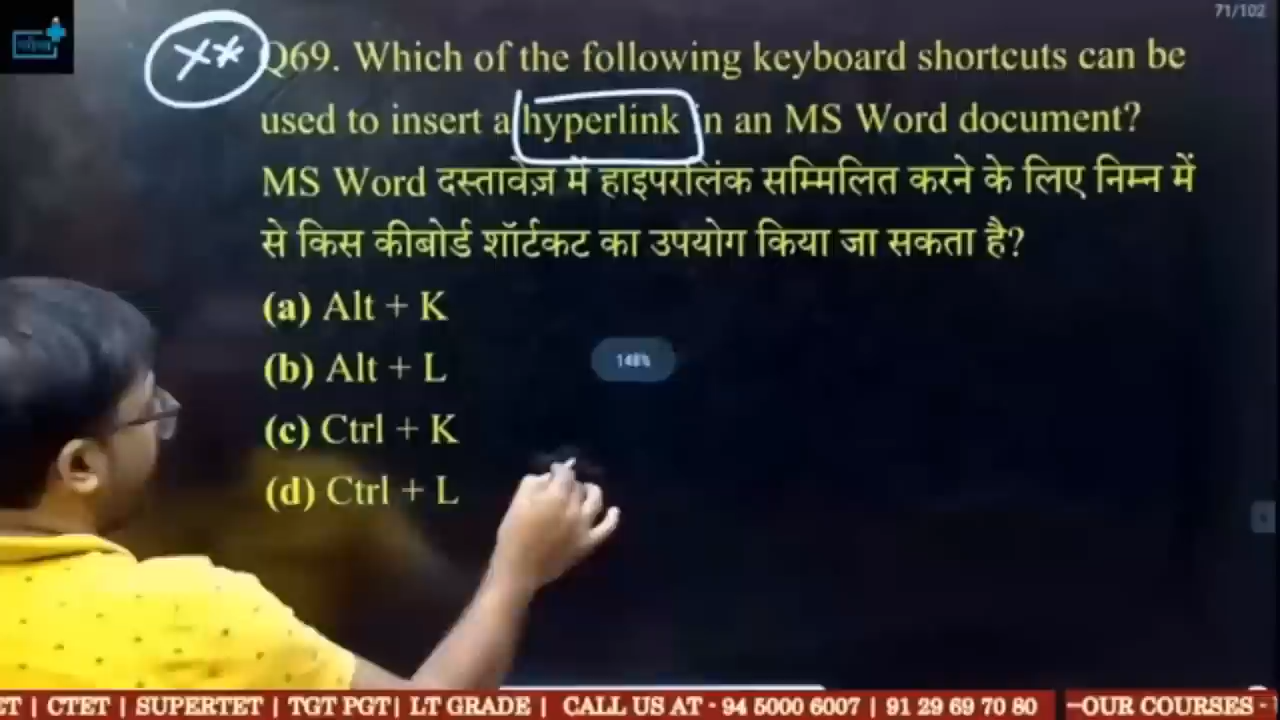 71/102
** Q69. Which of the following keyboard shortcuts can be
used to insert a hyperlink in an MS Word document?
MS Word दस्तावेज़ में हाइपरलिंक सम्मिलित करने के लिए निम्न में
से किस कीबोर्ड शॉर्टकट का उपयोग किया जा सकता है?
(a) Alt + K
(b) Alt + L
148%
(c) Ctrl + K
(d) Ctrl + L
ET | CTET | SUPERTET | TGT PGT| LT GRADE | CALL US AT - 94 5000 6007 | 91 29 69 70 80 -OUR COURSES -